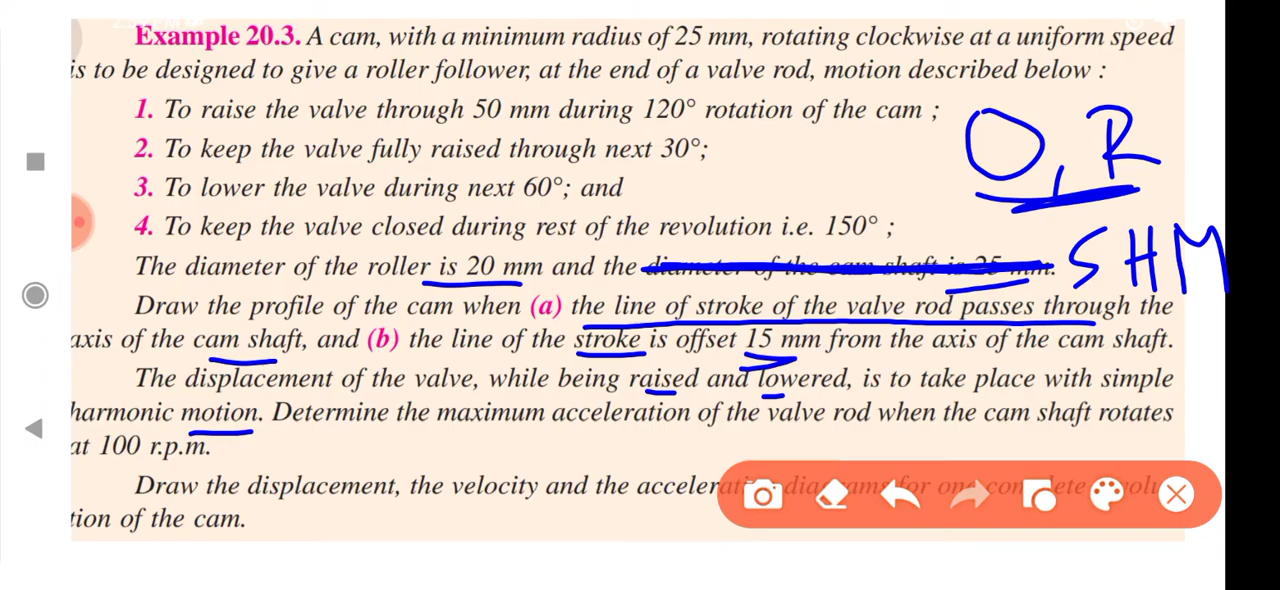 Example 20.3. A cam, with a minimum radius of 25 mm, rotating clockwise at a uniform speed
is to be designed to give a roller follower, at the end of a valve rod, motion described below :
1. To raise the valve through 50 mm during 120° rotation of the cam ;
2. To keep the valve fully raised through next 30°;
3. To lower the valve during next 60°; and
4. To keep the valve closed during rest of the revolution i.e. 150° ;
O, R
The diameter of the roller is 20 mm and the diameter of the cam shaft is 25 mm.
SHM
Draw the profile of the cam when (a) the line of stroke of the valve rod passes through the
axis of the cam shaft, and (b) the line of the stroke is offset 15 mm from the axis of the cam shaft.
The displacement of the valve, while being raised and lowered, is to take place with simple
harmonic motion. Determine the maximum acceleration of the valve rod when the cam shaft rotates
at 100 r.p.m.
Draw the displacement, the velocity and the acceleration diagrams for one complete revolu
tion of the cam.